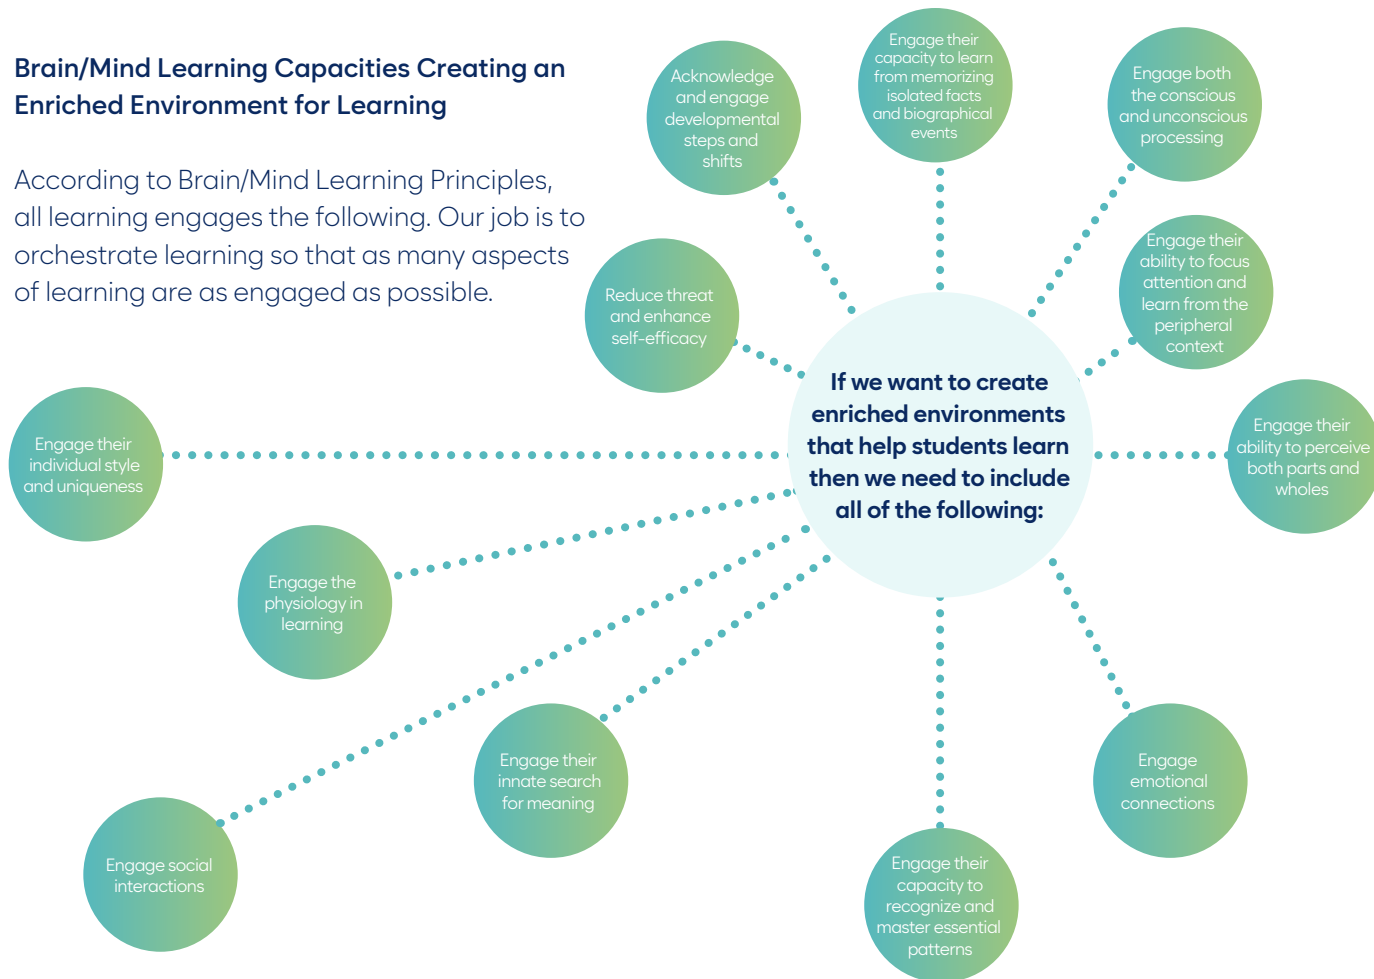 Brain/Mind Learning Capacities Creating an
Enriched Environment for Learning
According to Brain/Mind Learning Principles,
all learning engages the following. Our job is to
orchestrate learning so that as many aspects
of learning are as engaged as possible.
If we want to create
enriched environments
that help students learn
then we need to include
all of the following:
Engage their
capacity to learn
from memorizing
isolated facts
and biographical
events
Engage both
the conscious
and unconscious
processing
Engage their
ability to focus
attention and
learn from the
peripheral
context
Engage their
ability to perceive
both parts and
wholes
Engage
emotional
connections
Engage their
capacity to
recognize and
master essential
patterns
Engage their
innate search
for meaning
Engage social
interactions
Engage the
physiology in
learning
Engage their
individual style
and uniqueness
Reduce threat
and enhance
self-efficacy
Acknowledge
and engage
developmental
steps and
shifts